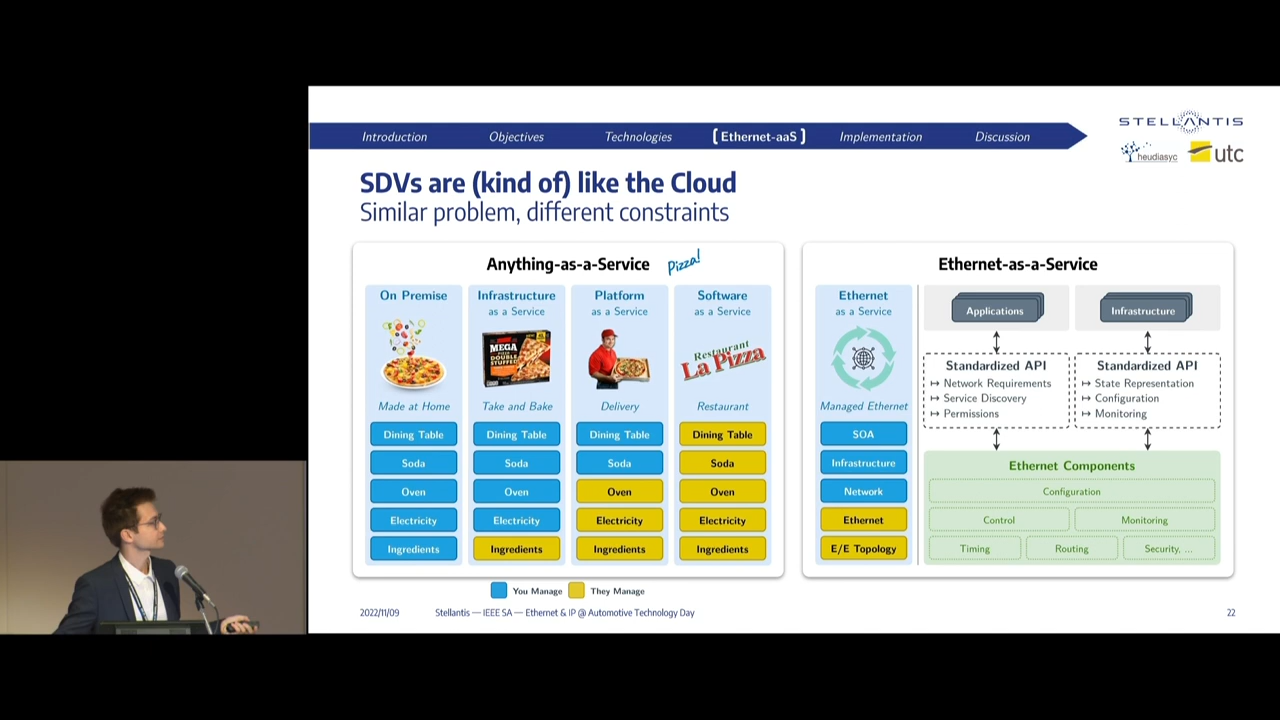 Introduction Objectives Technologies [ Ethernet-aaS ] Implementation Discussion
STELLANTIS
heudiasyc utc
SDVs are (kind of) like the Cloud
Similar problem, different constraints
Anything-as-a-Service Pizza!
On Premise
Made at Home
Dining Table
Soda
Oven
Electricity
Ingredients
Infrastructure
as a Service
MEGA
DOUBLE
STUFFED
Take and Bake
Dining Table
Soda
Oven
Electricity
Ingredients
Platform
as a Service
Delivery
Dining Table
Soda
Oven
Electricity
Ingredients
Software
as a Service
Restaurant
La Pizza
Restaurant
Dining Table
Soda
Oven
Electricity
Ingredients
You Manage They Manage
Ethernet-as-a-Service
Ethernet
as a Service
Managed Ethernet
SOA
Infrastructure
Network
Ethernet
E/E Topology
Applications
Standardized API
↦ Network Requirements
↦ Service Discovery
↦ Permissions
Infrastructure
Standardized API
↦ State Representation
↦ Configuration
↦ Monitoring
Ethernet Components
Configuration
Control Monitoring
Timing Routing Security, ...
2022/11/09 Stellantis — IEEE SA — Ethernet & IP @ Automotive Technology Day 22